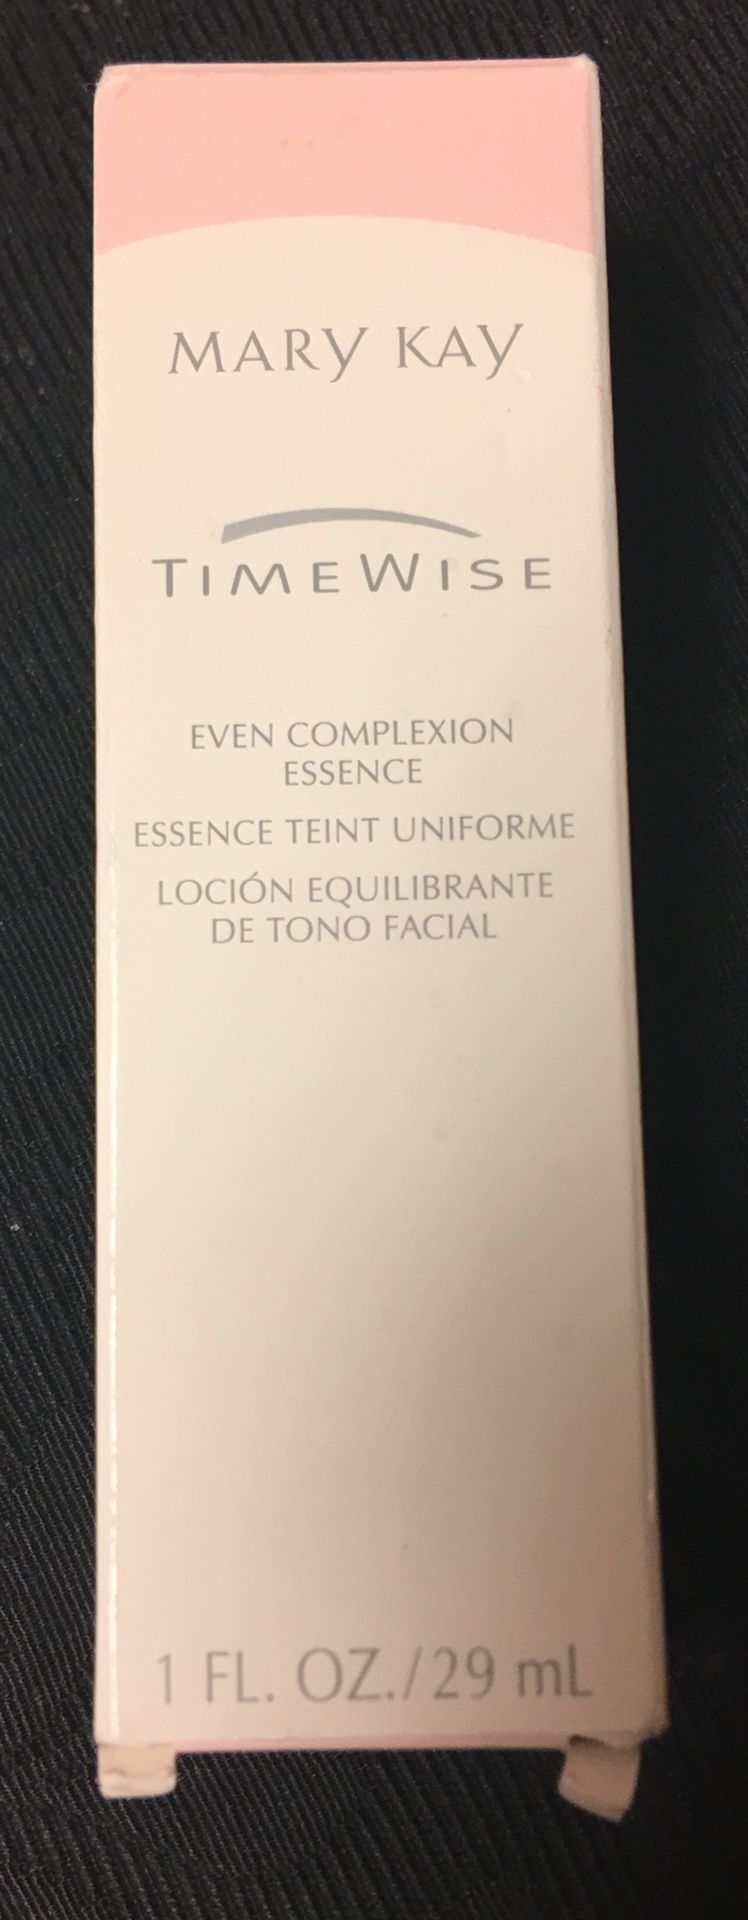 MARY KAY
TIMEWISE
EVEN COMPLEXION
ESSENCE
ESSENCE TEINT UNIFORME
LOCIÓN EQUILIBRANTE
DE TONO FACIAL
1 FL. OZ./29 mL